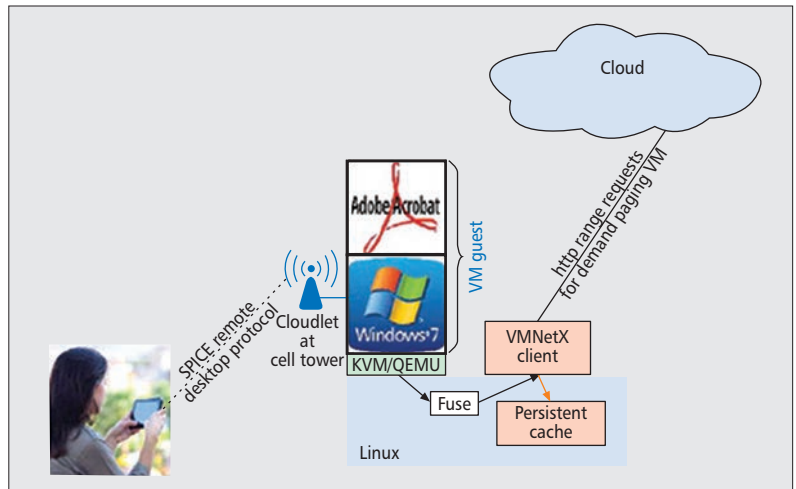 Cloud
http range requests
for demand paging VM
Adobe Acrobat
VM guest
Windows 7
SPICE remote
desktop protocol
Cloudlet
at
cell tower
KVM/QEMU
VMNetX
client
Fuse
Persistent
cache
Linux